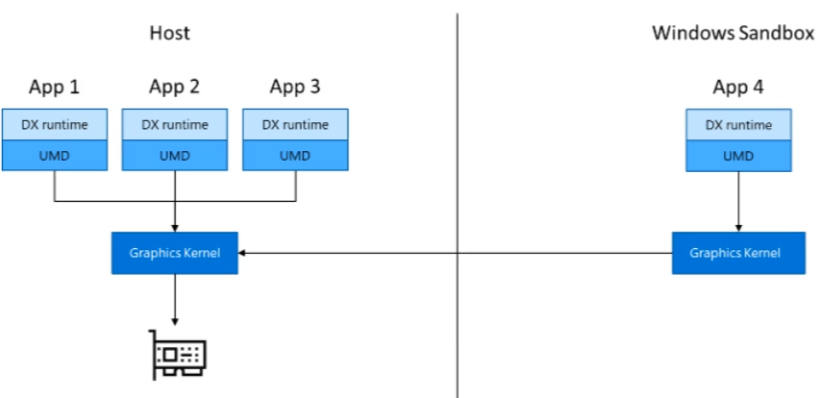 Host
Windows Sandbox
App 1
App 2
App 3
App 4
DX runtime
DX runtime
DX runtime
DX runtime
UMD
UMD
UMD
UMD
Graphics Kernel
Graphics Kernel